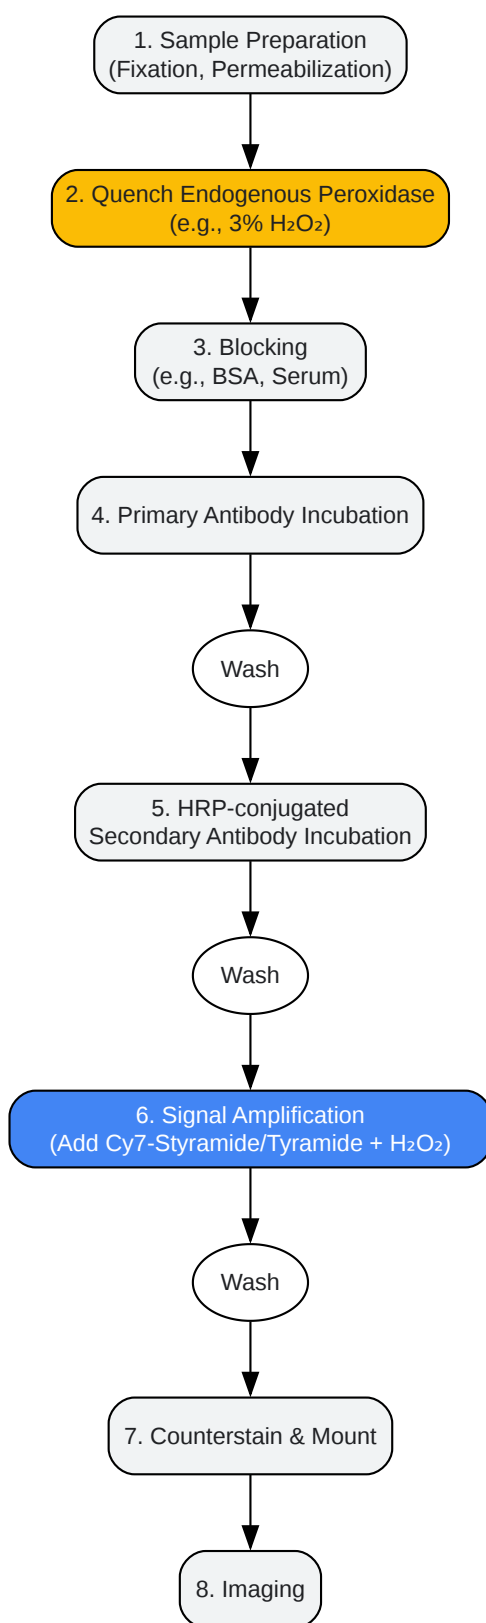 1. Sample Preparation
(Fixation, Permeabilization)
2. Quench Endogenous Peroxidase
(e.g., 3% H₂O₂)
3. Blocking
(e.g., BSA, Serum)
4. Primary Antibody Incubation
Wash
5. HRP-conjugated
Secondary Antibody Incubation
Wash
6. Signal Amplification
(Add Cy7-Styramide/Tyramide + H₂O₂)
Wash
7. Counterstain & Mount
8. Imaging